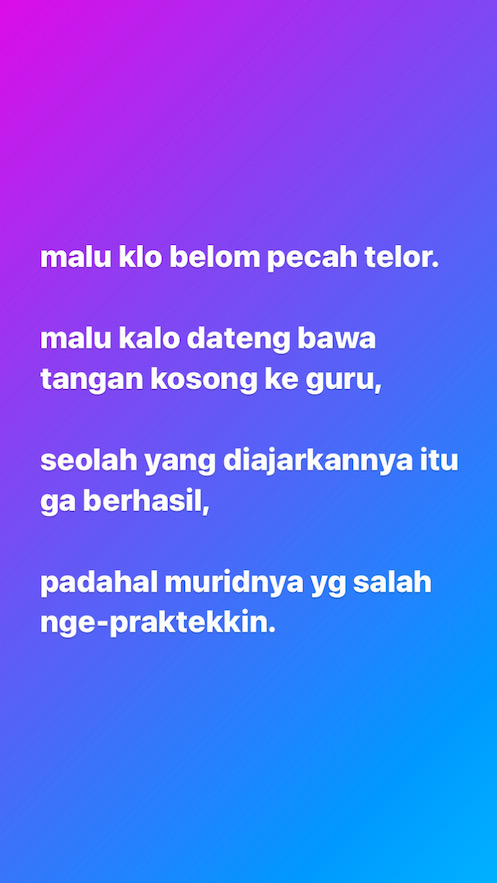 malu klo belom pecah telor.
malu kalo dateng bawa
tangan kosong ke guru,
seolah yang diajarkannya itu
ga berhasil,
padahal muridnya yg salah
nge-praktekkin.